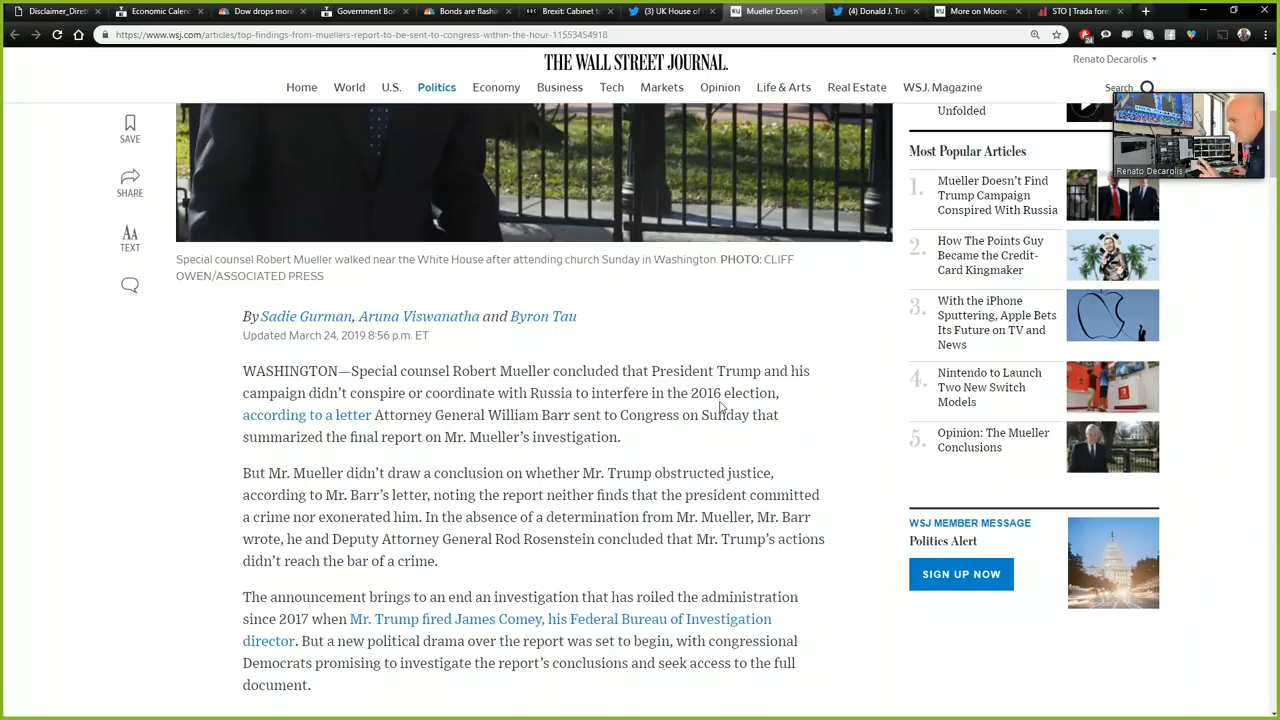 Disclaimer_Diret
Economic Calend
Dow drops more
Government Bon
Bonds are flashi
Brexit: Cabinet t
(3) UK House of
Mueller Doesn't
(4) Donald J. Tru
More on Moore,
STO | Trada fore
https://www.wsj.com/articles/top-findings-from-muellers-report-to-be-sent-to-congress-within-the-hour-11553454918
THE WALL STREET JOURNAL.
Renato Decarolis
Home World U.S. Politics Economy Business Tech Markets Opinion Life & Arts Real Estate WSJ. Magazine Search
SAVE
SHARE
AA
TEXT
Special counsel Robert Mueller walked near the White House after attending church Sunday in Washington. PHOTO: CLIFF
OWEN/ASSOCIATED PRESS
By Sadie Gurman, Aruna Viswanatha and Byron Tau
Updated March 24, 2019 8:56 p.m. ET
WASHINGTON—Special counsel Robert Mueller concluded that President Trump and his
campaign didn't conspire or coordinate with Russia to interfere in the 2016 election,
according to a letter Attorney General William Barr sent to Congress on Sunday that
summarized the final report on Mr. Mueller's investigation.
But Mr. Mueller didn't draw a conclusion on whether Mr. Trump obstructed justice,
according to Mr. Barr's letter, noting the report neither finds that the president committed
a crime nor exonerated him. In the absence of a determination from Mr. Mueller, Mr. Barr
wrote, he and Deputy Attorney General Rod Rosenstein concluded that Mr. Trump's actions
didn't reach the bar of a crime.
The announcement brings to an end an investigation that has roiled the administration
since 2017 when Mr. Trump fired James Comey, his Federal Bureau of Investigation
director. But a new political drama over the report was set to begin, with congressional
Democrats promising to investigate the report's conclusions and seek access to the full
document.
Unfolded
Renato Decarolis
Most Popular Articles
1.
Mueller Doesn't Find
Trump Campaign
Conspired With Russia
2.
How The Points Guy
Became the Credit-
Card Kingmaker
3.
With the iPhone
Sputtering, Apple Bets
Its Future on TV and
News
4.
Nintendo to Launch
Two New Switch
Models
5.
Opinion: The Mueller
Conclusions
WSJ MEMBER MESSAGE
Politics Alert
SIGN UP NOW